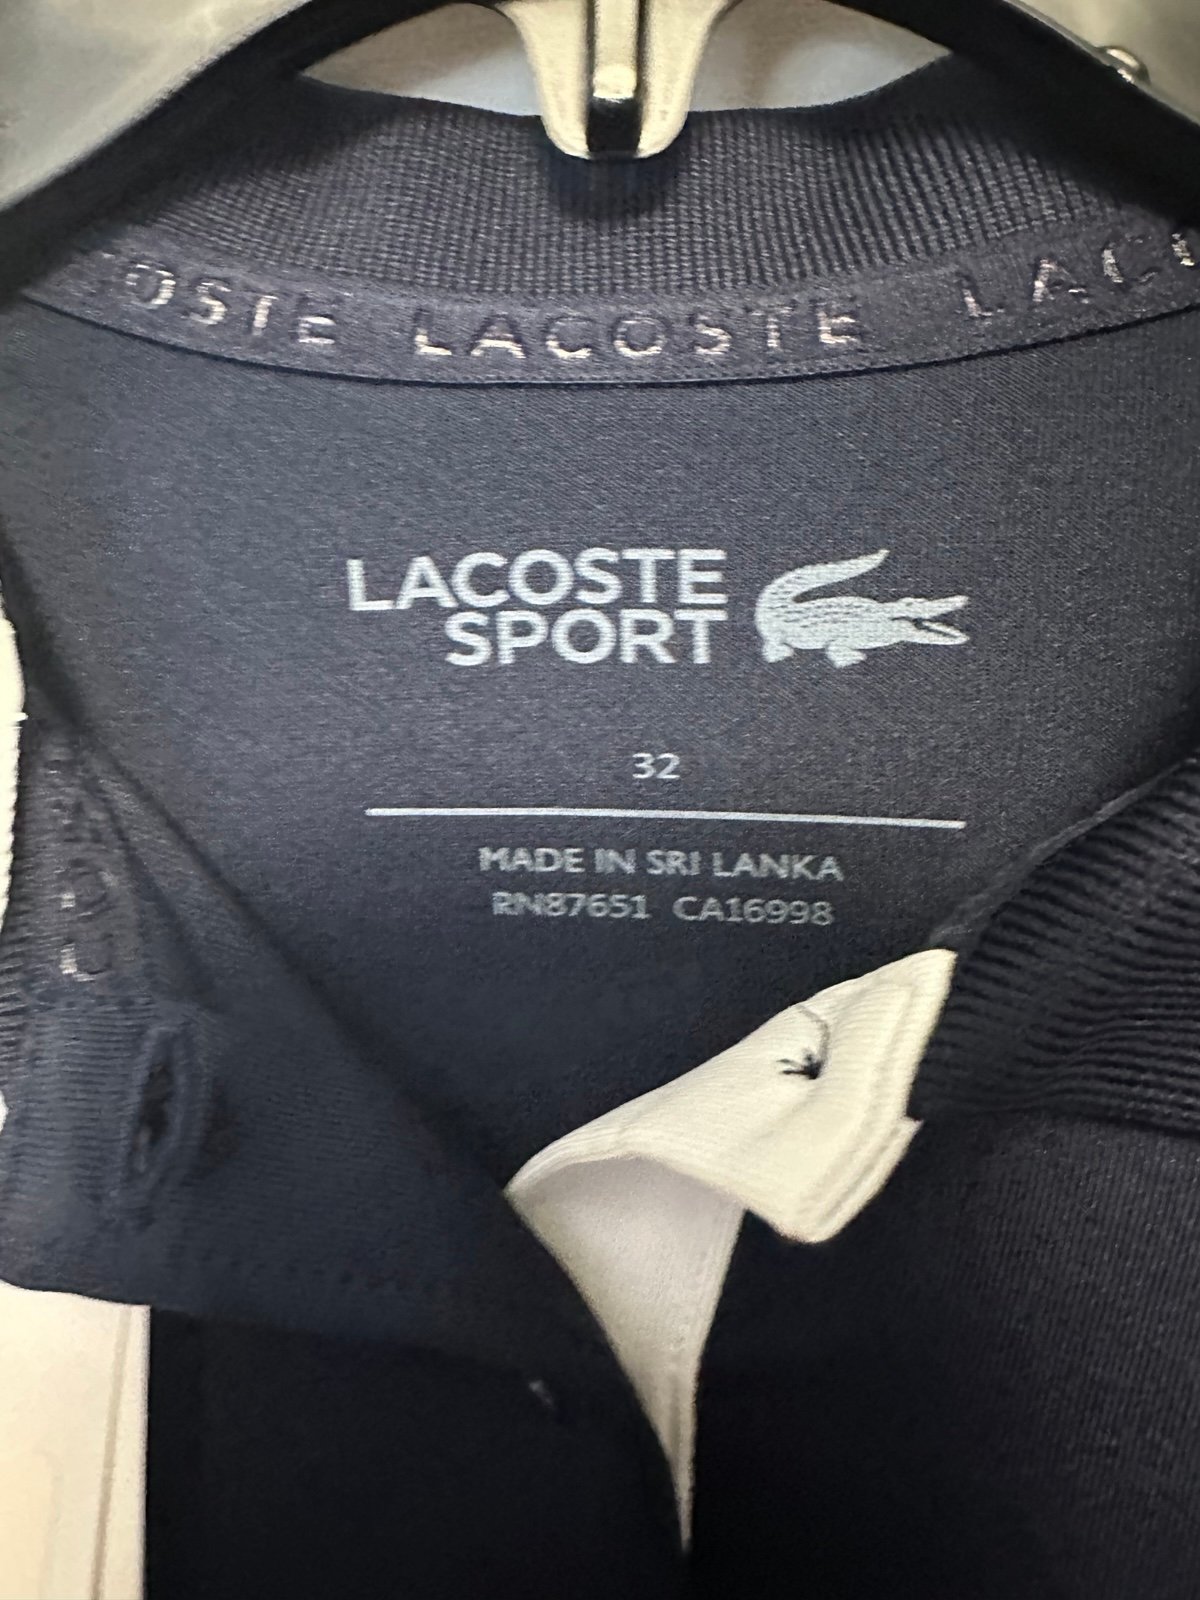 OSTE LACOSTE LAC
LACOSTE
SPORT
32
MADE IN SRI LANKA
RN87651 CA16998